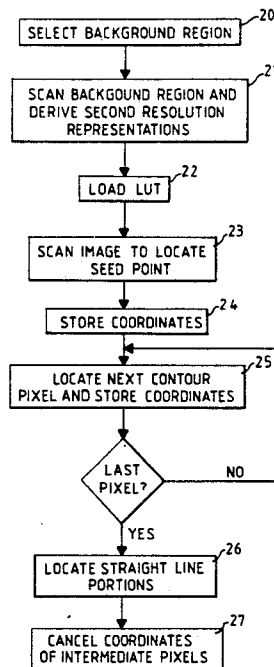 20
SELECT BACKGROUND REGION
21
SCAN BACKGOUND REGION AND
DERIVE SECOND RESOLUTION
REPRESENTATIONS
22
LOAD LUT
23
SCAN IMAGE TO LOCATE
SEED POINT
24
STORE COORDINATES
25
LOCATE NEXT CONTOUR
PIXEL AND STORE COORDINATES
LAST
PIXEL?
NO
YES
26
LOCATE STRAIGHT LINE
PORTIONS
27
CANCEL COORDINATES
OF INTERMEDIATE PIXELS